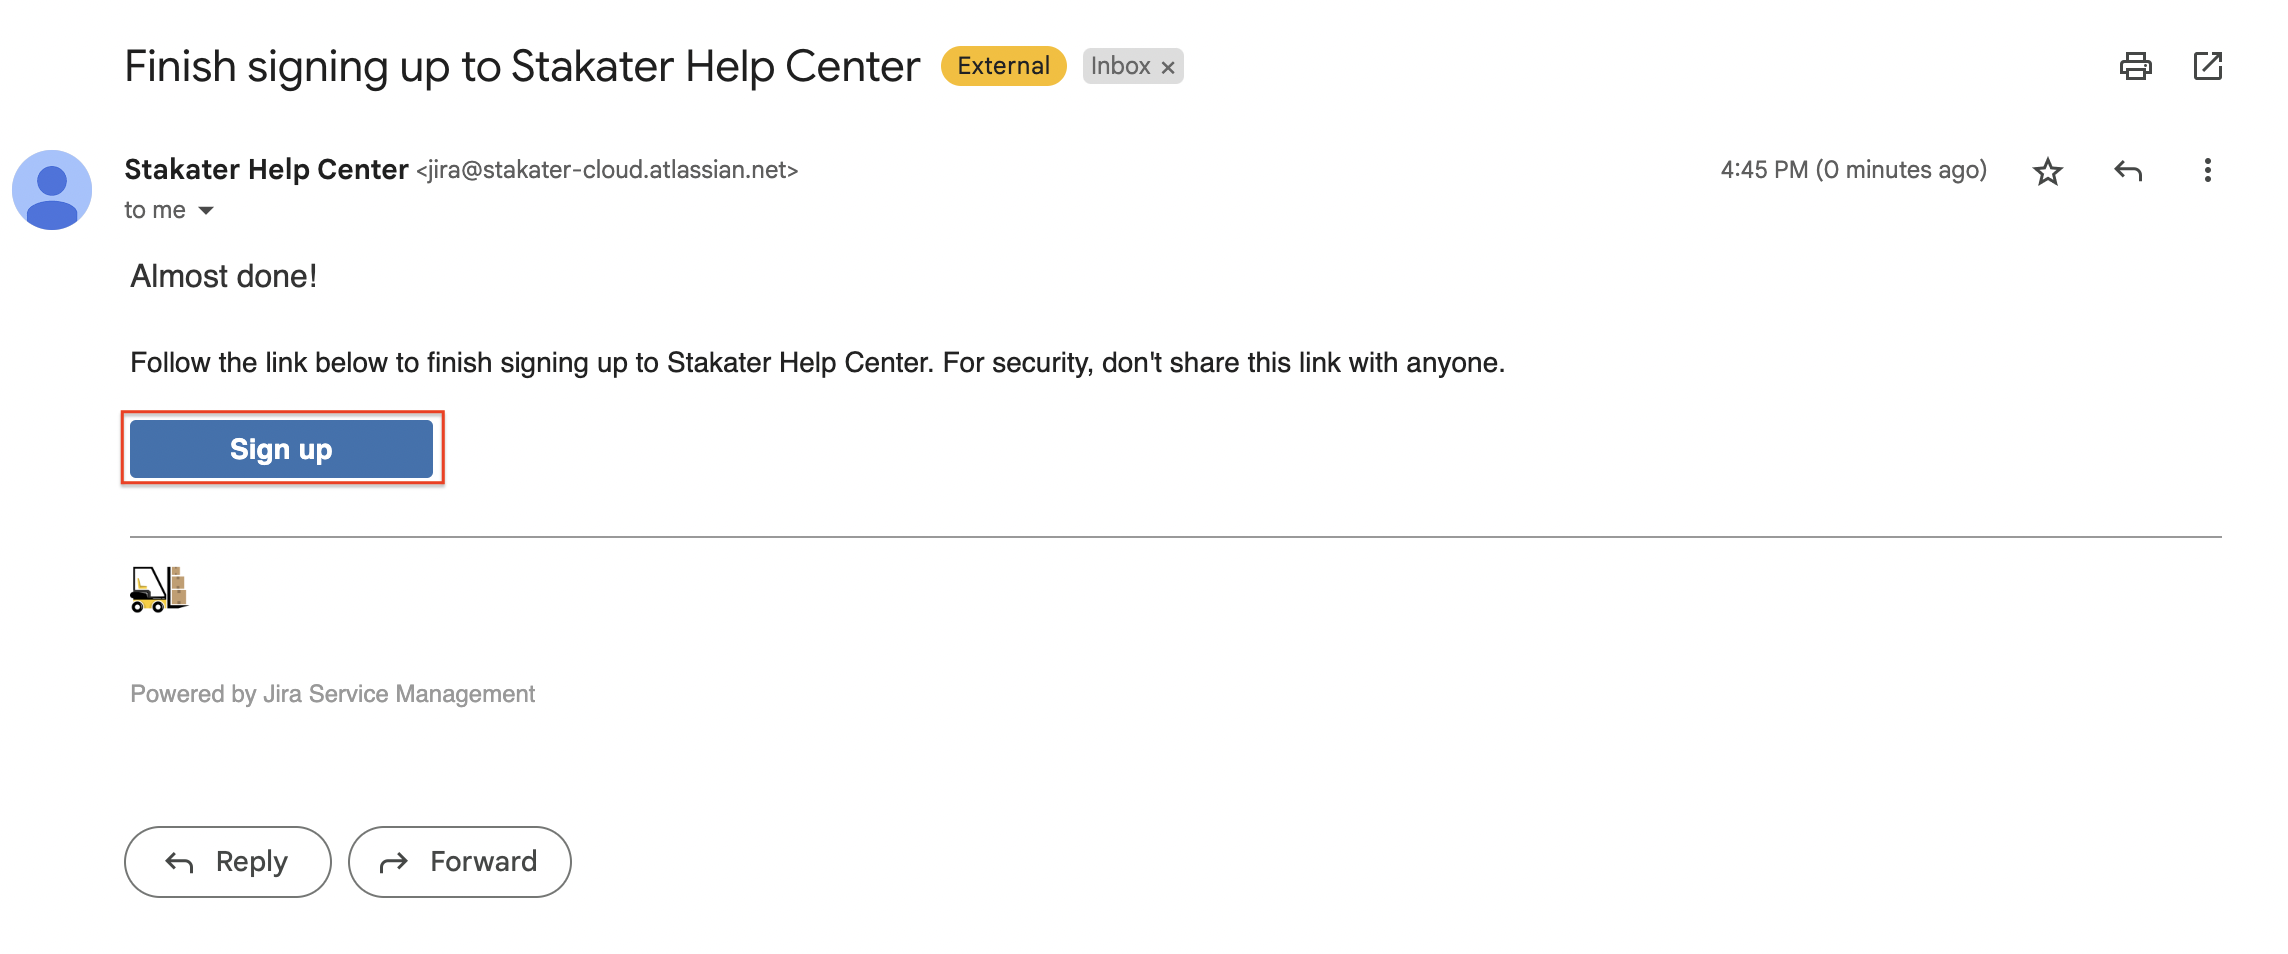 Finish signing up to Stakater Help Center External Inbox ×
Stakater Help Center <jira@stakater-cloud.atlassian.net> 4:45 PM (0 minutes ago)
to me
Almost done!
Follow the link below to finish signing up to Stakater Help Center. For security, don't share this link with anyone.
Sign up
Powered by Jira Service Management
Reply Forward